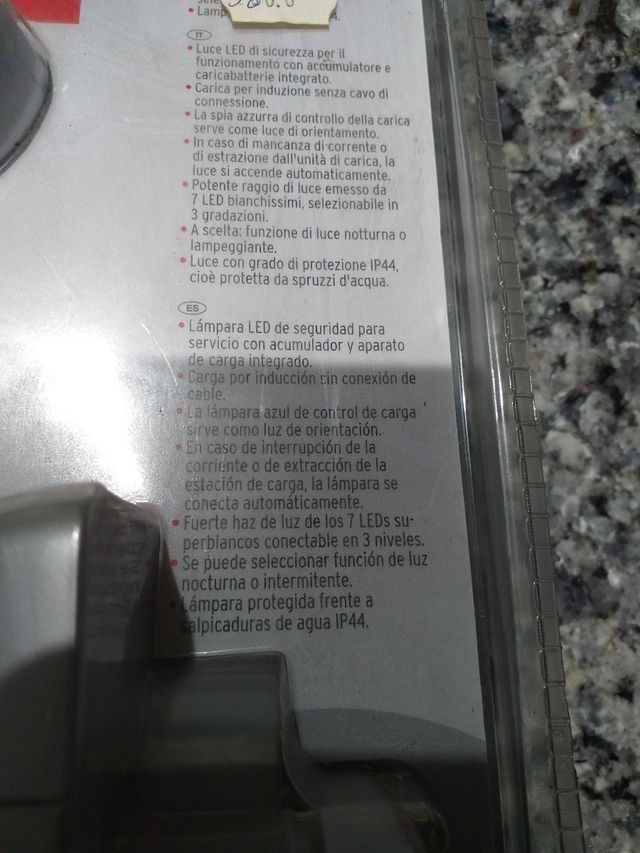 • Lamp
4.
IT
• Luce LED di sicurezza per il
funzionamento con accumulatore e
caricabatterie integrato.
• Carica per induzione senza cavo di
connessione.
• La spia azzurra di controllo della carica
serve come luce di orientamento.
• In caso di mancanza di corrente o
di estrazione dall'unità di carica, la
luce si accende automaticamente.
• Potente raggio di luce emesso da
7 LED bianchissimi, selezionabile in
3 gradazioni.
• A scelta: funzione di luce notturna o
lampeggiante.
• Luce con grado di protezione IP44,
cioè protetta da spruzzi d'acqua.
ES
• Lámpara LED de seguridad para
servicio con acumulador y aparato
de carga integrado.
• Carga por inducción sin conexión de
cable.
• La lámpara azul de control de carga
sirve como luz de orientación.
• En caso de interrupción de la
corriente o de extracción de la
estación de carga, la lámpara se
conecta automáticamente.
• Fuerte haz de luz de los 7 LEDs su-
perblancos conectable en 3 niveles.
• Se puede seleccionar función de luz
nocturna o intermitente.
• Lámpara protegida frente a
salpicaduras de agua IP44.